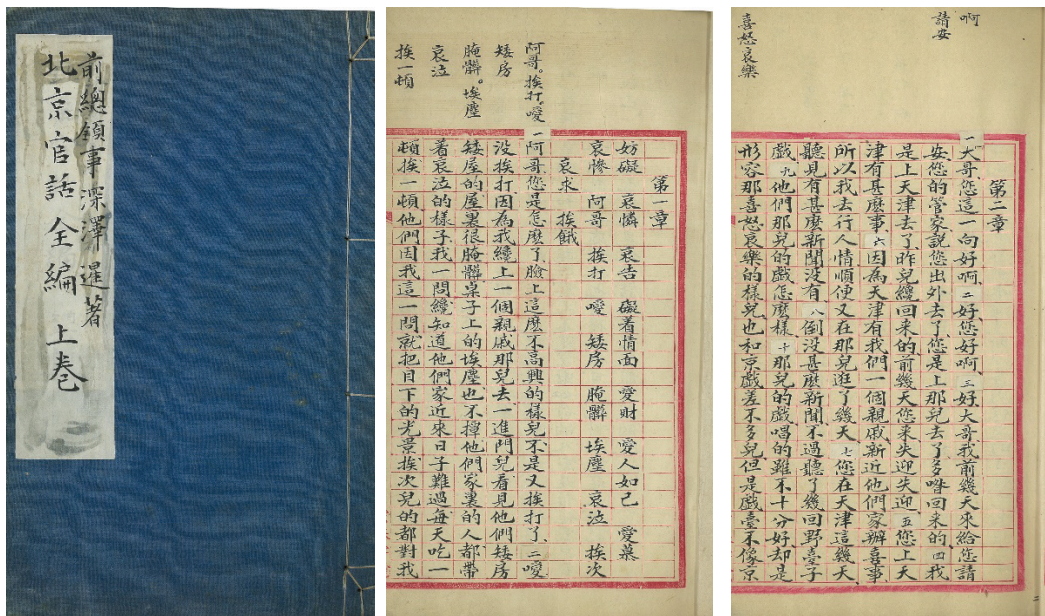 前總領事深澤暹著
北京官話全編 上卷
阿哥。挨打。噯
矮房
腌髒。埃塵
哀泣
挨一頓
第一章
妨礙 哀憐 哀告 礙着情面 愛財 愛人如己 愛慕
哀慘 阿哥 挨打 噯 矮房 腌髒 埃塵 哀泣 挨次
哀求 挨餓
一阿哥您是怎麽了臉上這麽不高興的樣兒不是又挨打了二噯
没挨打因為我纔上一個親戚那兒去一進門兒看見他們矮房
矮屋的屋裏很腌髒桌子上的埃塵也不撣他們家裏的人都帶
着哀泣的樣子我一問纔知道他們家近來日子難過每天吃一
頓挨一頓他們因我這一問就把目下的光景挨次兒的都對我
啊
請安
喜怒哀樂
第二章
一大哥您這一向好啊二好您好啊三好大哥我前幾天來給您請
安您的管家説您出外去了您是上那兒去了多喒回來的四我
是上天津去了昨兒纔回來的前幾天您來失迎失迎五您上天
津有甚麽事六因為天津有我們一個親戚新近他們家辦喜事
所以我去行人情順便又在那兒逛了幾天七您在天津這幾天
聽見有甚麽新聞没有八倒没甚麽新聞不過聽了幾回野臺子
戲九他們那兒的戲怎麽樣十那兒的戲唱的雖不十分好却是
形容那喜怒哀樂的樣兒也和京戲差不多兒但是戲臺不像京
二